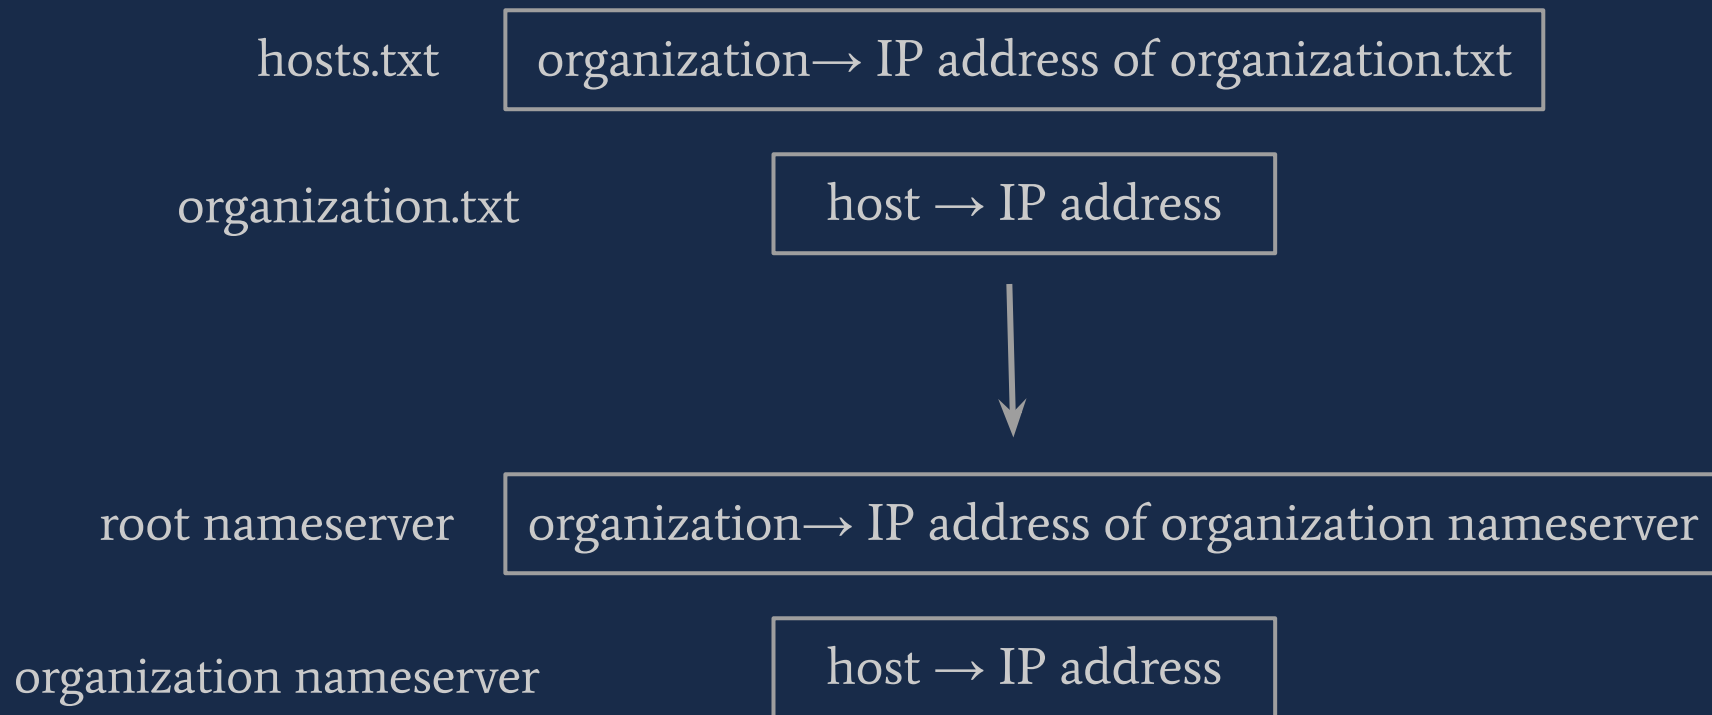 hosts.txt organization→ IP address of organization.txt
organization.txt host → IP address
root nameserver organization→ IP address of organization nameserver
organization nameserver host → IP address